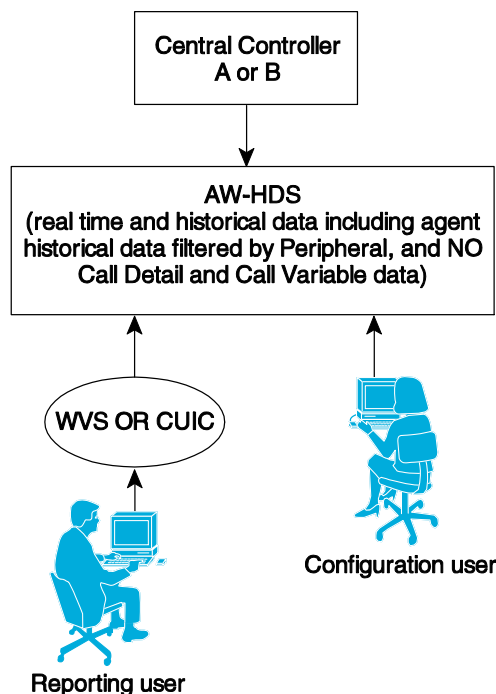 Central Controller
A or B
AW-HDS
(real time and historical data including agent
historical data filtered by Peripheral, and NO
Call Detail and Call Variable data)
WVS OR CUIC
Configuration user
Reporting user